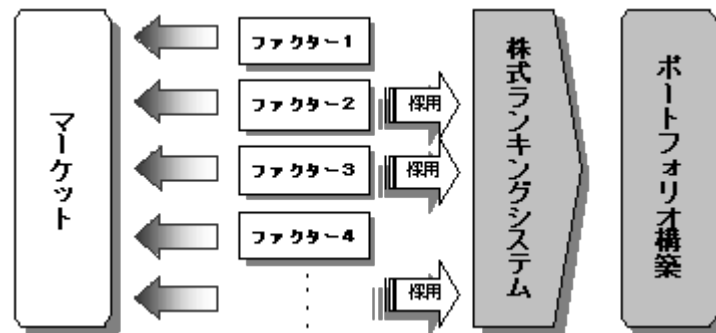 マーケット
ファクター1
ファクター2
ファクター3
ファクター4
採用
採用
採用
株式ランキングシステム
ポートフォリオ構築